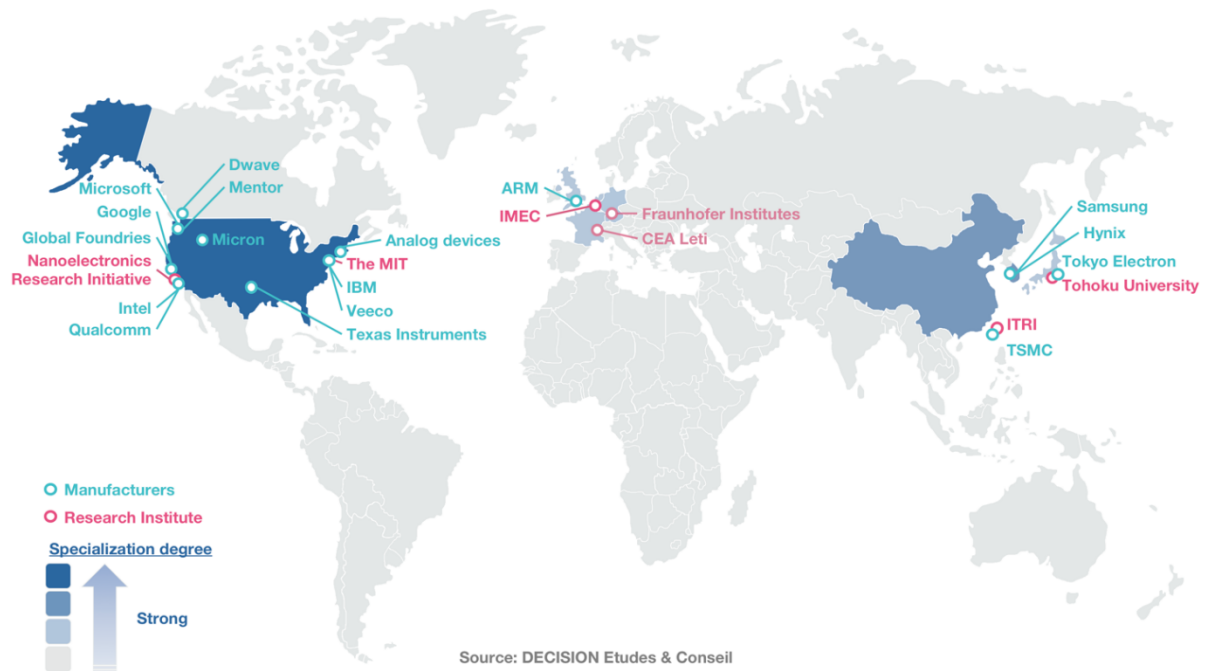 Dwave
Microsoft
Mentor
Google
Global Foundries
Micron
Analog devices
Nanoelectronics
Research Initiative
The MIT
IBM
Intel
Veeco
Qualcomm
Texas Instruments
ARM
IMEC
Fraunhofer Institutes
CEA Leti
Samsung
Hynix
Tokyo Electron
Tohoku University
ITRI
TSMC
Manufacturers
Research Institute
Specialization degree
Strong
Source: DECISION Etudes & Conseil